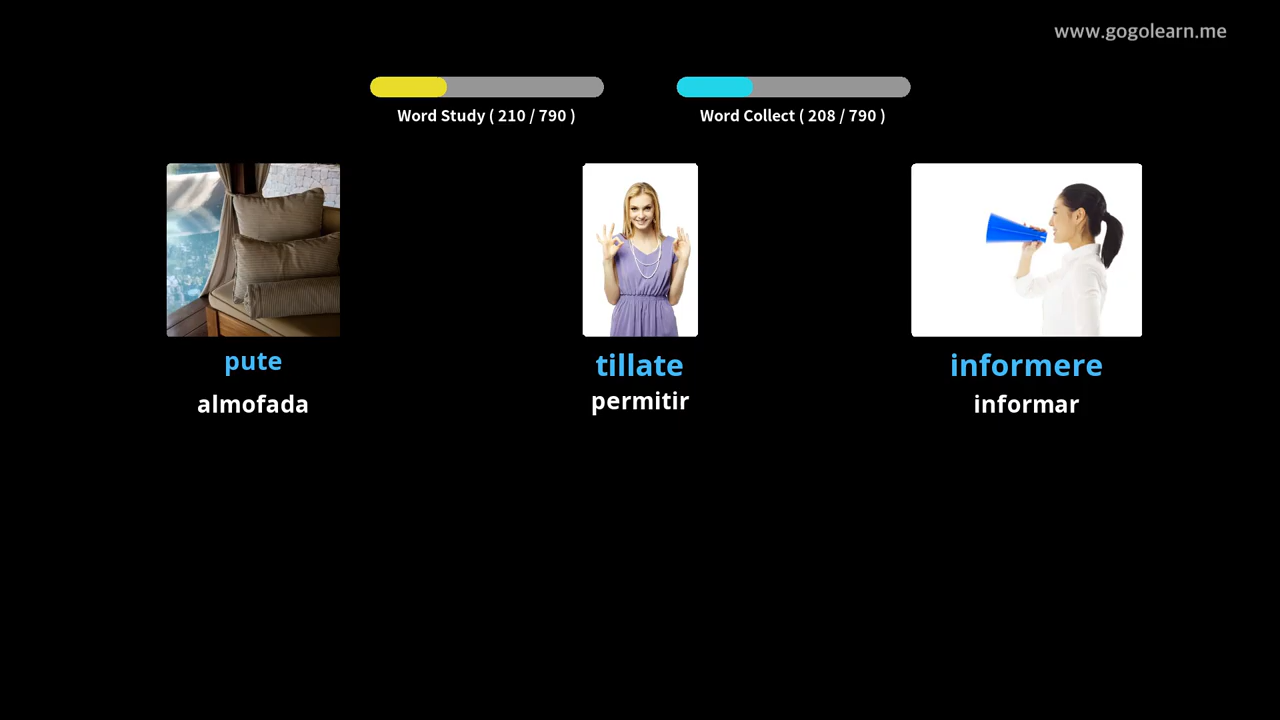 www.gogolearn.me
Word Study ( 210 / 790 )
Word Collect ( 208 / 790 )
pute
tillate
informere
almofada
permitir
informar